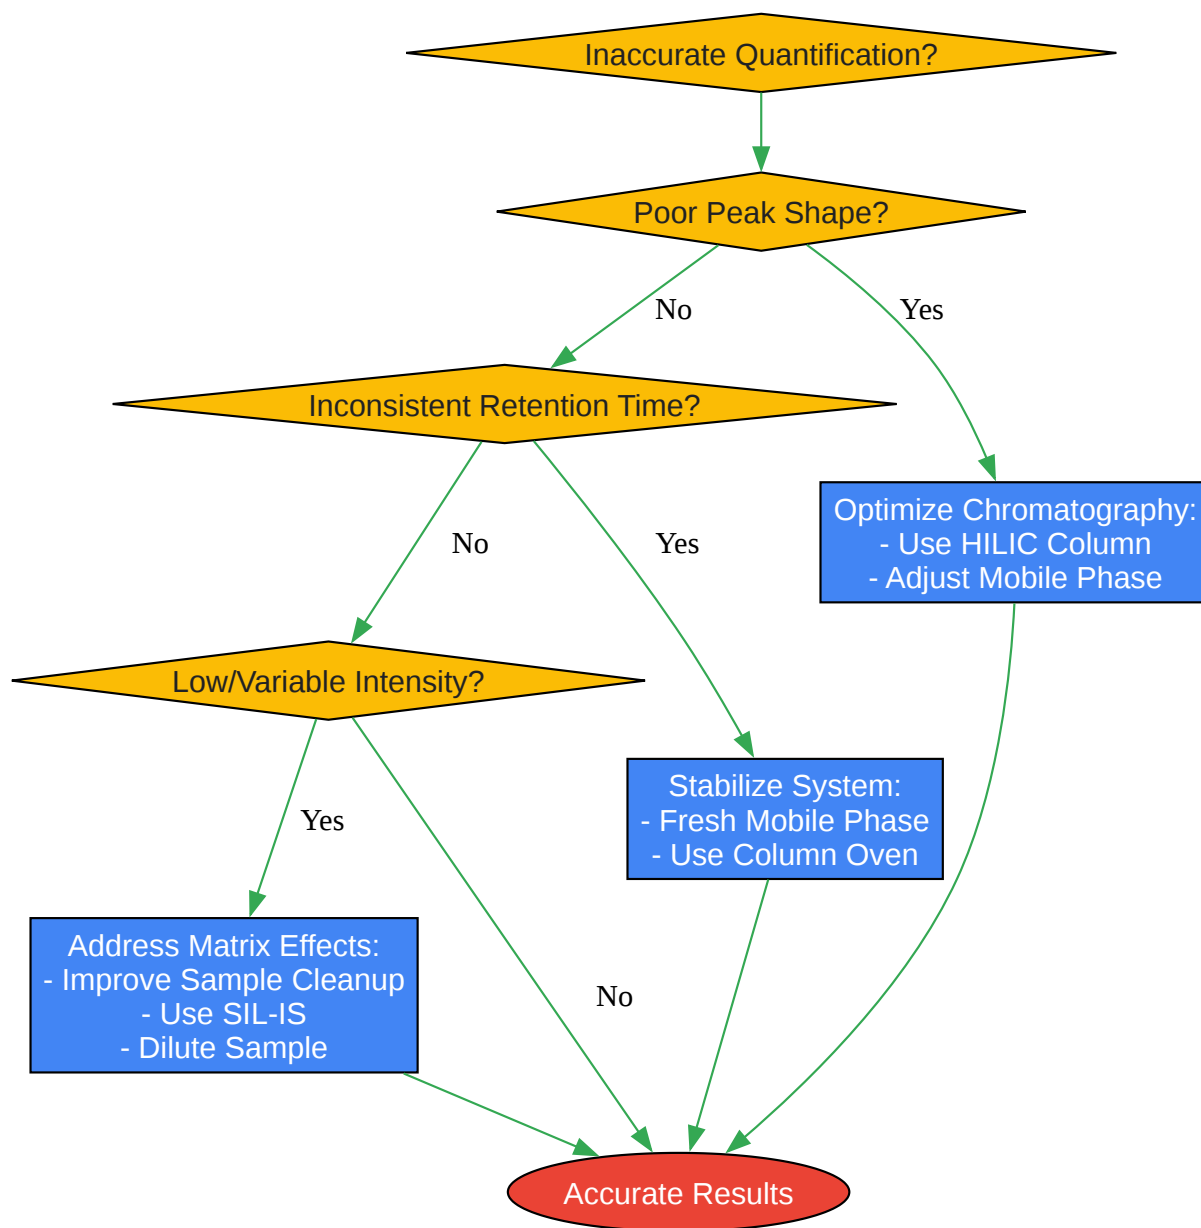 Inaccurate Quantification?
Poor Peak Shape?
No
Yes
Inconsistent Retention Time?
Optimize Chromatography:
- Use HILIC Column
- Adjust Mobile Phase
No
Yes
Low/Variable Intensity?
Stabilize System:
- Fresh Mobile Phase
- Use Column Oven
Yes
Address Matrix Effects:
- Improve Sample Cleanup
- Use SIL-IS
- Dilute Sample
No
Accurate Results